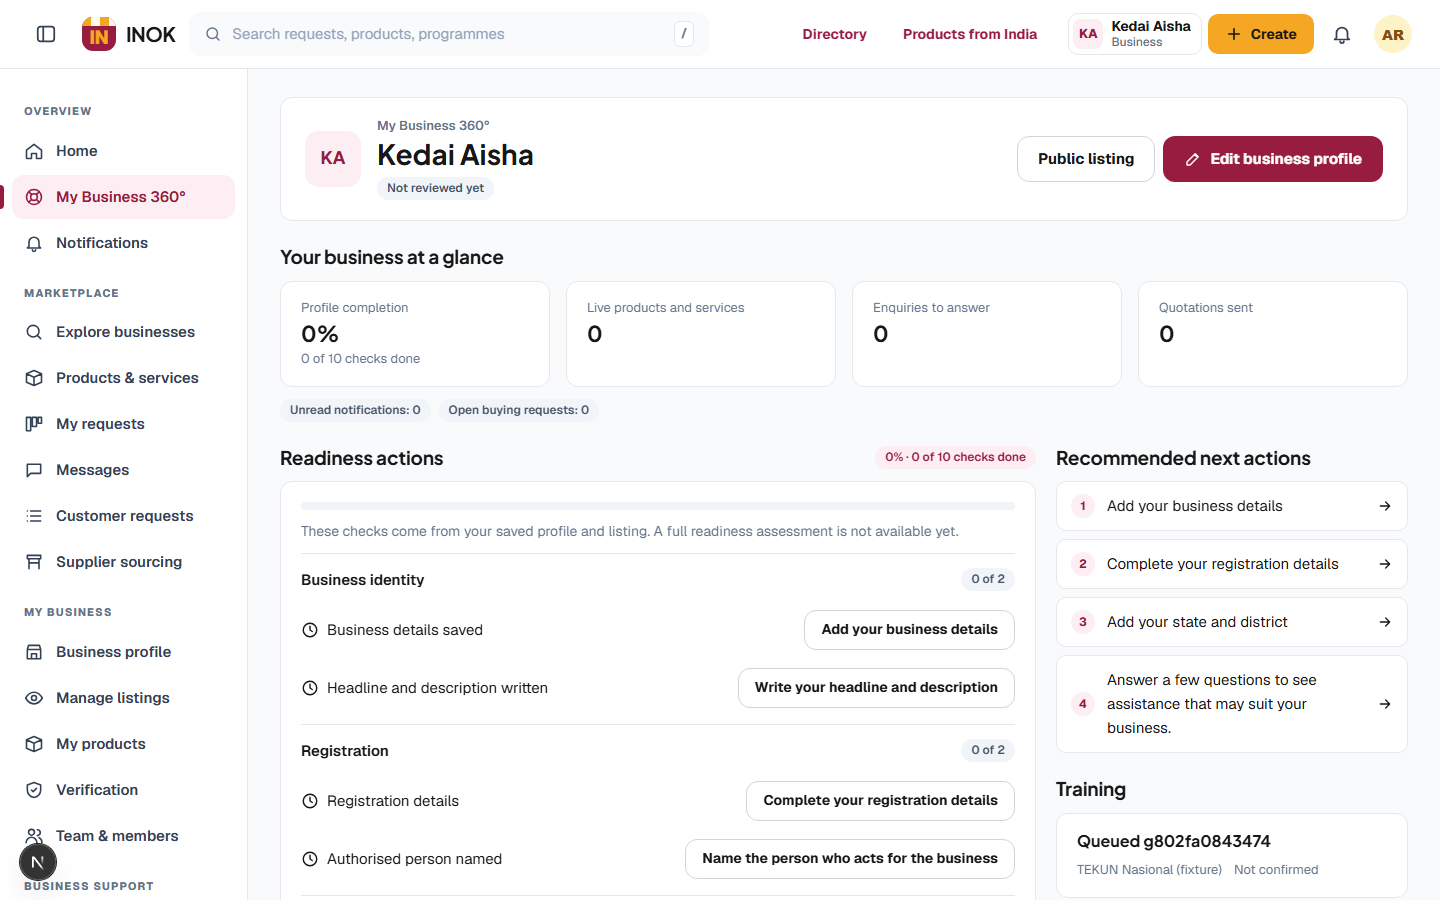 IN INOK
Search requests, products, programmes
/
Directory
Products from India
KA
Kedai Aisha
Business
Create
AR
OVERVIEW
Home
My Business 360°
Notifications
MARKETPLACE
Explore businesses
Products & services
My requests
Messages
Customer requests
Supplier sourcing
MY BUSINESS
Business profile
Manage listings
My products
Verification
Team & members
N
BUSINESS SUPPORT
KA
My Business 360°
Kedai Aisha
Not reviewed yet
Public listing
Edit business profile
Your business at a glance
Profile completion
0%
0 of 10 checks done
Live products and services
0
Enquiries to answer
0
Quotations sent
0
Unread notifications: 0
Open buying requests: 0
Readiness actions
0% · 0 of 10 checks done
These checks come from your saved profile and listing. A full readiness assessment is not available yet.
Business identity
0 of 2
Business details saved
Add your business details
Headline and description written
Write your headline and description
Registration
0 of 2
Registration details
Complete your registration details
Authorised person named
Name the person who acts for the business
Recommended next actions
1 Add your business details
2 Complete your registration details
3 Add your state and district
4 Answer a few questions to see
assistance that may suit your
business.
Training
Queued g802fa0843474
TEKUN Nasional (fixture) Not confirmed